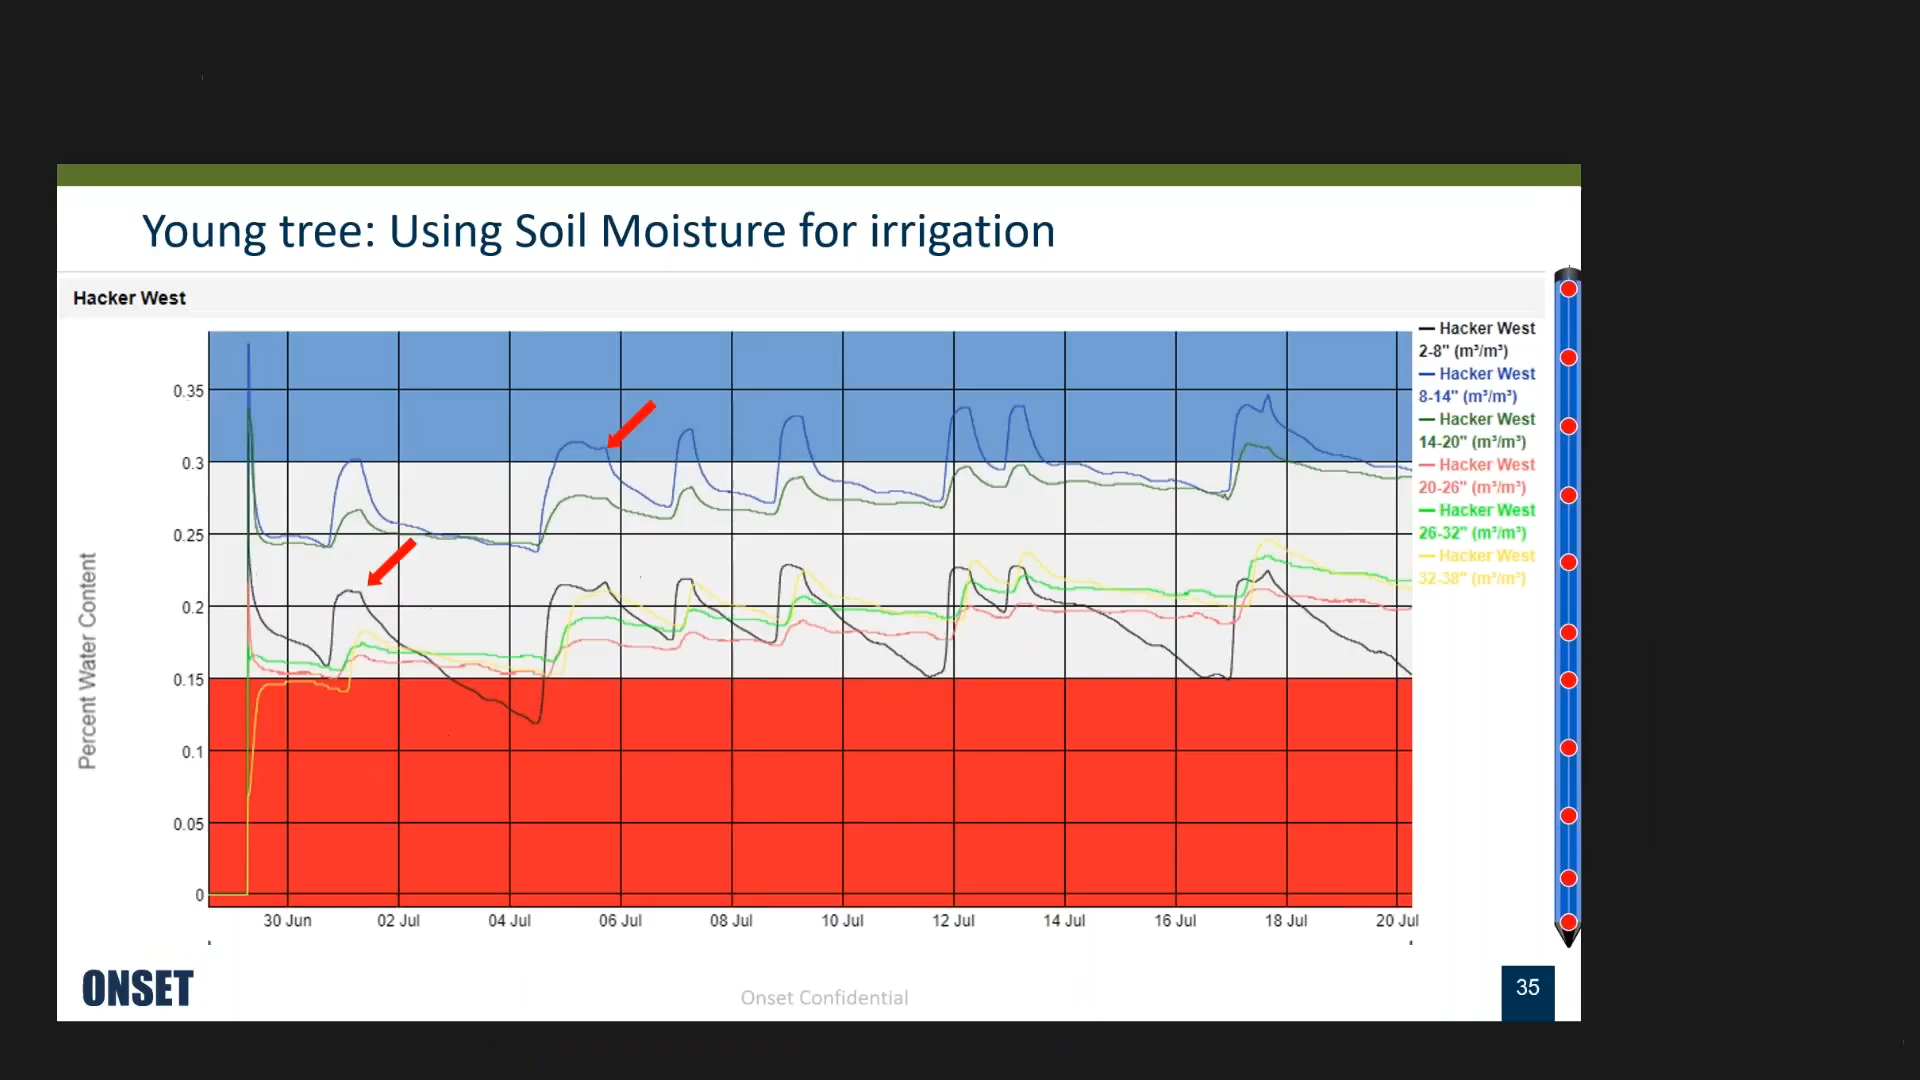 Young tree: Using Soil Moisture for irrigation
Hacker West
Hacker West
2-8" (m³/m³)
Hacker West
8-14" (m³/m³)
Hacker West
14-20" (m³/m³)
Hacker West
20-26" (m³/m³)
Hacker West
26-32" (m³/m³)
Hacker West
32-38" (m³/m³)
Percent Water Content
0.35
0.3
0.25
0.2
0.15
0.1
0.05
0
30 Jun 02 Jul 04 Jul 06 Jul 08 Jul 10 Jul 12 Jul 14 Jul 16 Jul 18 Jul 20 Jul
ONSET
Onset Confidential
35